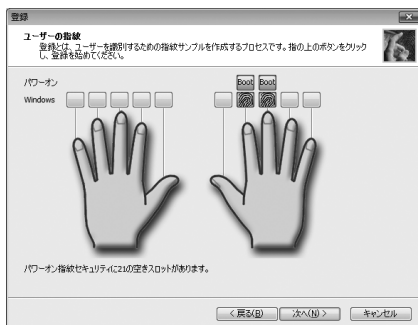 登録
ユーザーの指紋
登録とは、ユーザーを識別するための指紋サンプルを作成するプロセスです。指の上のボタンをクリック
し、登録を始めてください。
パワーオン
Boot Boot
Windows
パワーオン指紋セキュリティに21の空きスロットがあります。
< 戻る(B) 次へ(N) > キャンセル